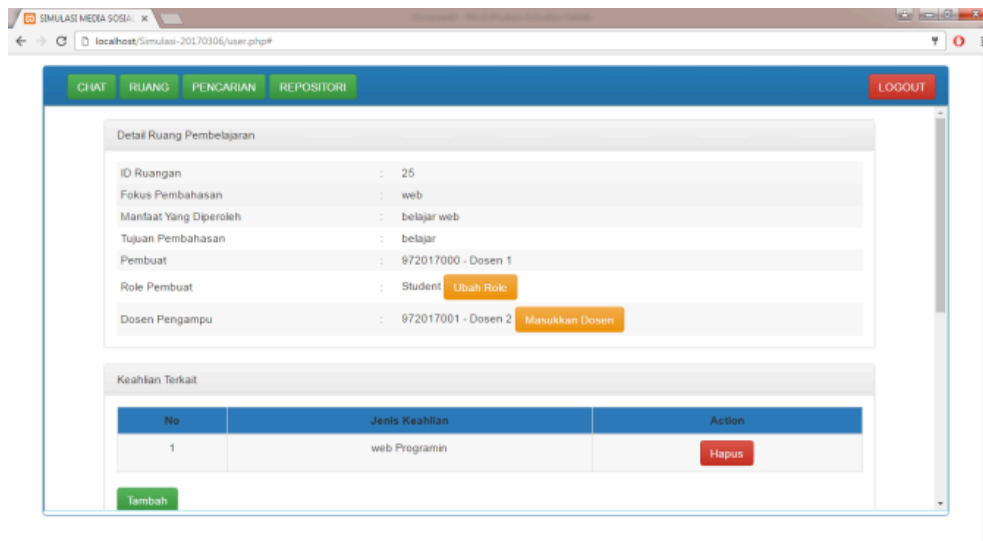 SIMULASI MEDIA SOSIAL
localhost/Simulasi-20170306/user.php#
CHAT RUANG PENCARIAN REPOSITORI LOGOUT
Detail Ruang Pembelajaran
ID Ruangan : 25
Fokus Pembahasan : web
Manfaat Yang Diperoleh : belajar web
Tujuan Pembahasan : belajar
Pembuat : 972017000 - Dosen 1
Role Pembuat : Student Ubah Role
Dosen Pengampu : 972017001 - Dosen 2 Masukkan Dosen
Keahlian Terkait
No Jenis Keahlian Action
1 web Programin Hapus
Tambah